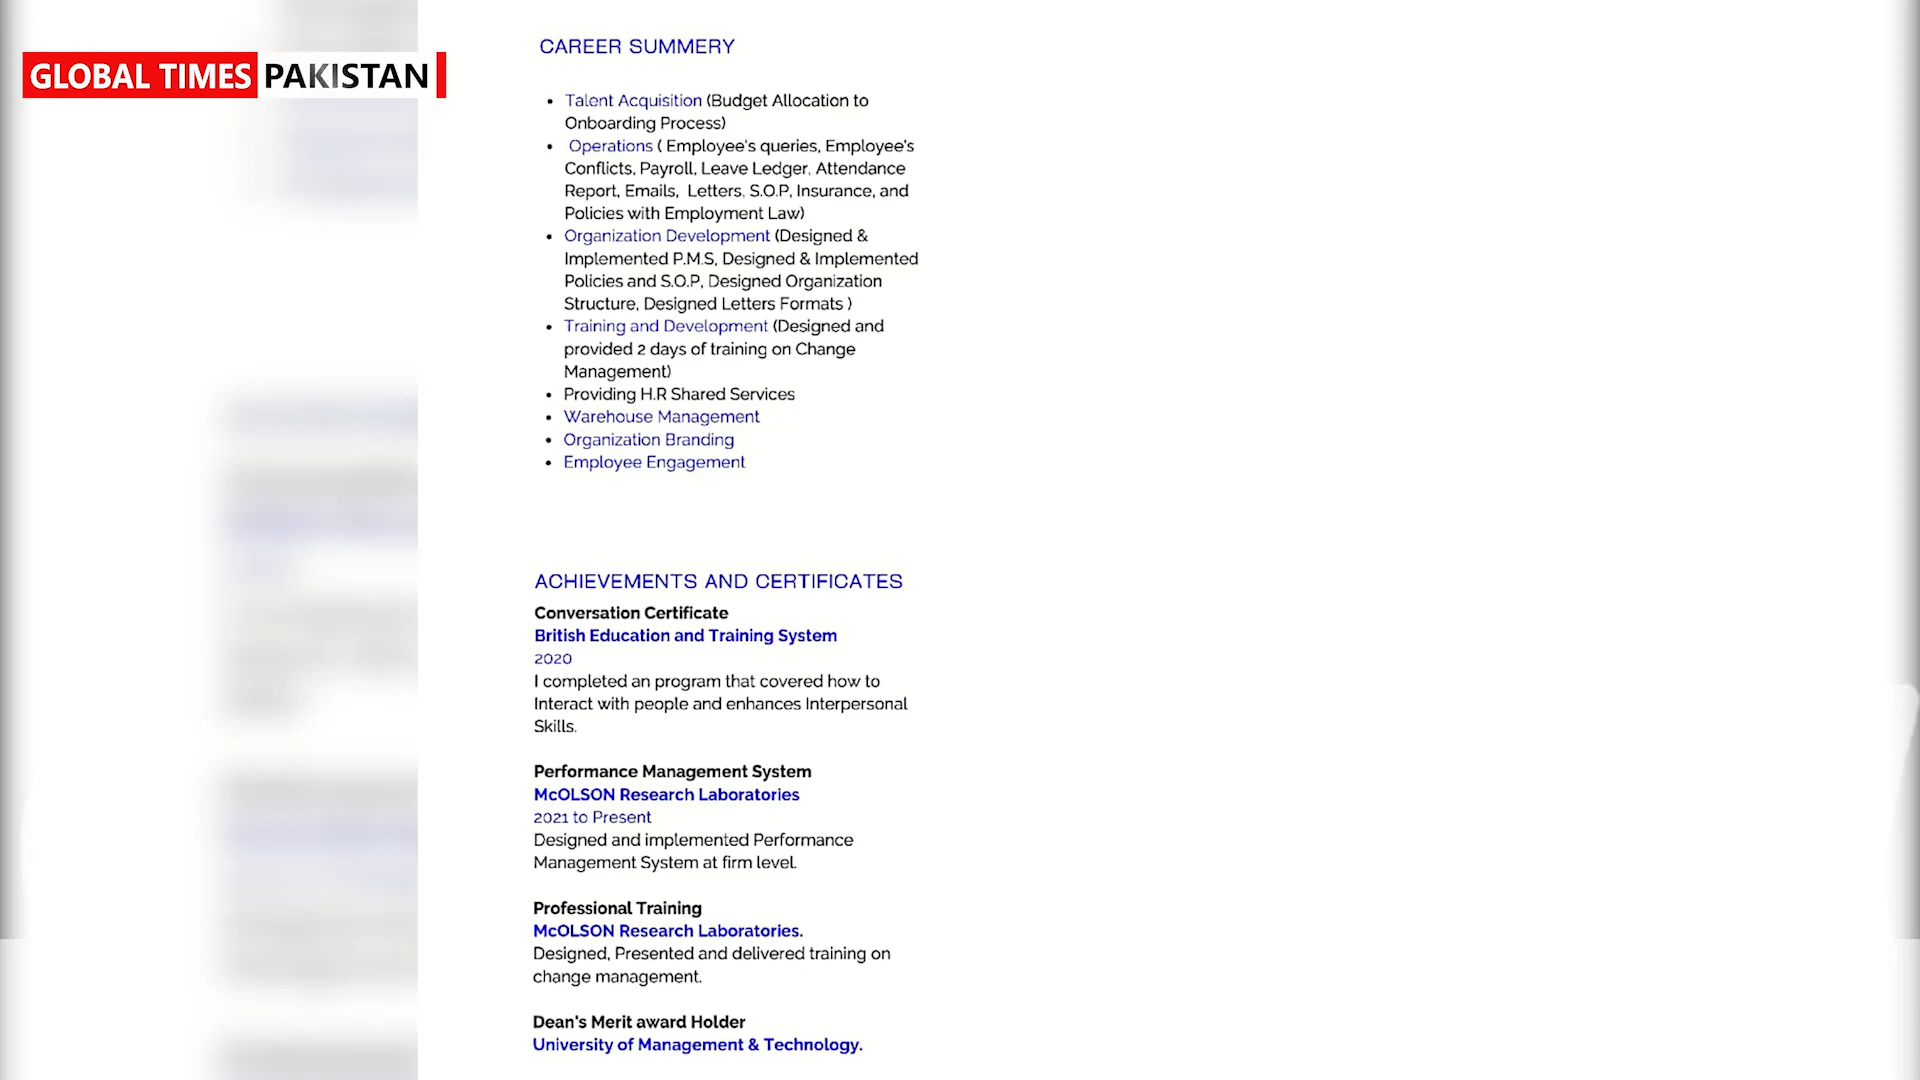 GLOBAL TIMES PAKISTAN
CAREER SUMMERY
• Talent Acquisition (Budget Allocation to
Onboarding Process)
• Operations ( Employee's queries, Employee's
Conflicts, Payroll, Leave Ledger, Attendance
Report, Emails, Letters, S.O.P, Insurance, and
Policies with Employment Law)
• Organization Development (Designed &
Implemented P.M.S, Designed & Implemented
Policies and S.O.P, Designed Organization
Structure, Designed Letters Formats )
• Training and Development (Designed and
provided 2 days of training on Change
Management)
• Providing H.R Shared Services
• Warehouse Management
• Organization Branding
• Employee Engagement
ACHIEVEMENTS AND CERTIFICATES
Conversation Certificate
British Education and Training System
2020
I completed an program that covered how to
Interact with people and enhances Interpersonal
Skills.
Performance Management System
McOLSON Research Laboratories
2021 to Present
Designed and implemented Performance
Management System at firm level.
Professional Training
McOLSON Research Laboratories.
Designed, Presented and delivered training on
change management.
Dean's Merit award Holder
University of Management & Technology.